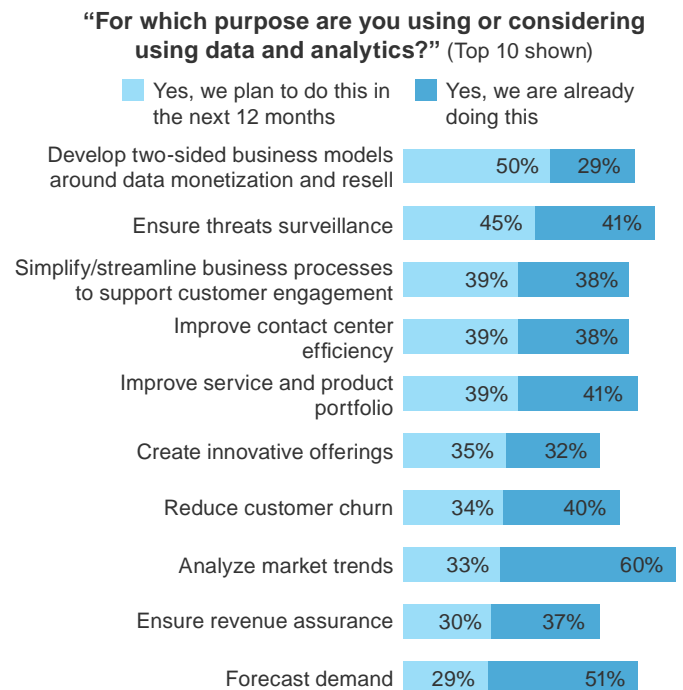 “For which purpose are you using or considering
using data and analytics?” (Top 10 shown)
Yes, we plan to do this in
the next 12 months
Yes, we are already
doing this
Develop two-sided business models
around data monetization and resell
50% 29%
Ensure threats surveillance
45% 41%
Simplify/streamline business processes
to support customer engagement
39% 38%
Improve contact center
efficiency
39% 38%
Improve service and product
portfolio
39% 41%
Create innovative offerings
35% 32%
Reduce customer churn
34% 40%
Analyze market trends
33% 60%
Ensure revenue assurance
30% 37%
Forecast demand
29% 51%